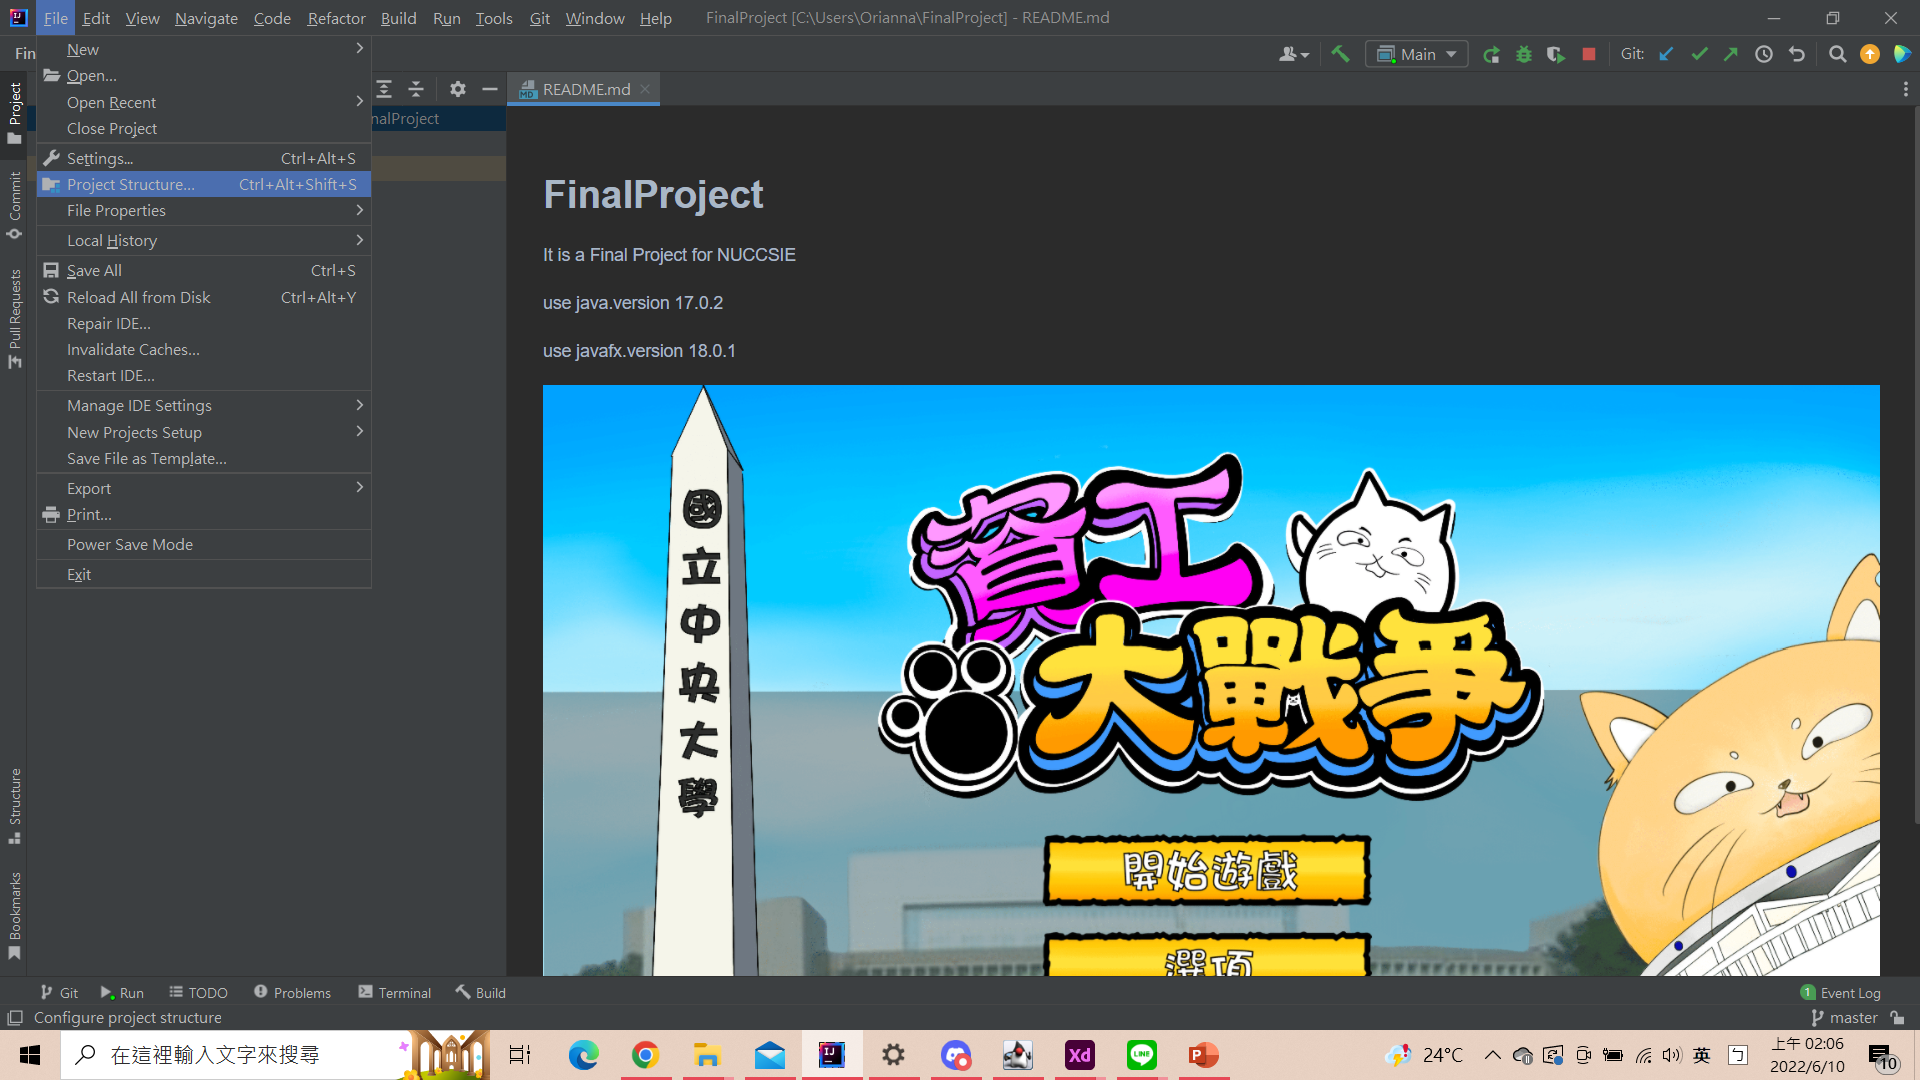 File Edit View Navigate Code Refactor Build Run Tools Git Window Help FinalProject [C:\Users\Orianna\FinalProject] - README.md
Fin
Main
Git:
New
Open...
Open Recent
Close Project
Settings... Ctrl+Alt+S
Project Structure... Ctrl+Alt+Shift+S
File Properties
Local History
Save All Ctrl+S
Reload All from Disk Ctrl+Alt+Y
Repair IDE...
Invalidate Caches...
Restart IDE...
Manage IDE Settings
New Projects Setup
Save File as Template...
Export
Print...
Power Save Mode
Exit
Project
Commit
Pull Requests
Structure
Bookmarks
nalProject
README.md
FinalProject
It is a Final Project for NUCCSIE
use java.version 17.0.2
use javafx.version 18.0.1
國立中央大學
資工
大戰爭
開始遊戲
選項
Git Run TODO Problems Terminal Build
1 Event Log
Configure project structure
master
在這裡輸入文字來搜尋
24°C
英
上午 02:06
2022/6/10
10